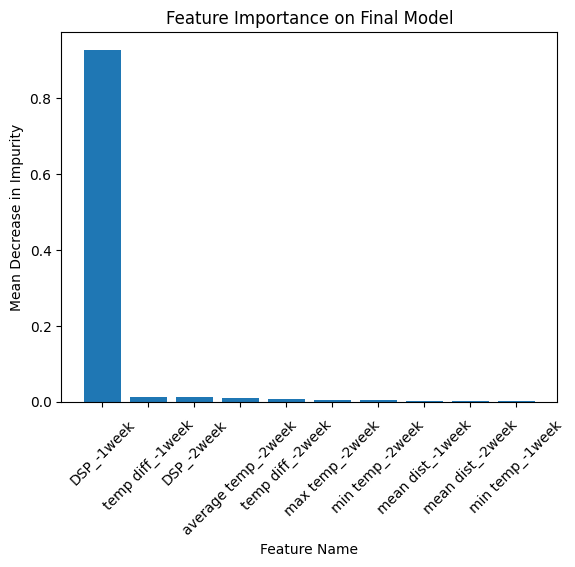 Feature Importance on Final Model
Mean Decrease in Impurity
0.8
0.6
0.4
0.2
0.0
DSP_-1week
temp diff_-1week
DSP_-2week
average temp_-2week
temp diff_-2week
max temp_-2week
min temp_-2week
mean dist_-1week
mean dist_-2week
min temp_-1week
Feature Name